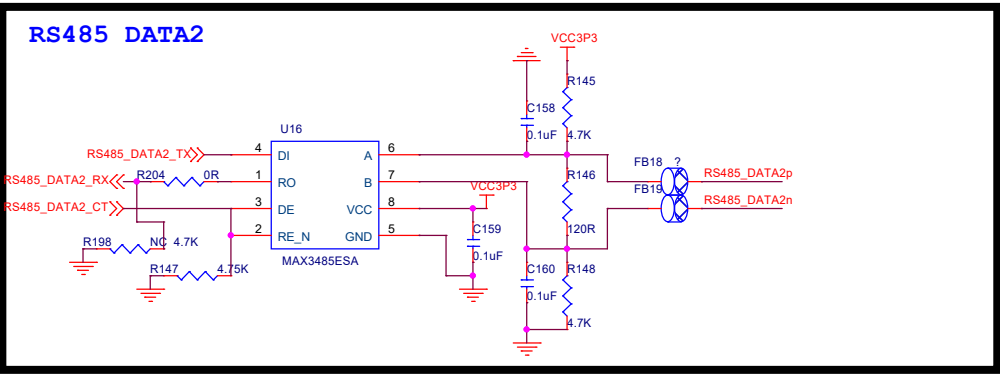 RS485 DATA2
VCC3P3
R145
C158
0.1uF
4.7K
U16
RS485_DATA2_TX
4
DI
A
6
FB18
?
RS485_DATA2_RX
R204
0R
1
RO
B
7
R146
FB19
RS485_DATA2p
VCC3P3
RS485_DATA2_CT
3
DE
VCC
8
RS485_DATA2n
C159
120R
R198
NC
4.7K
2
RE_N
GND
5
0.1uF
MAX3485ESA
R147
4.75K
C160
R148
0.1uF
4.7K